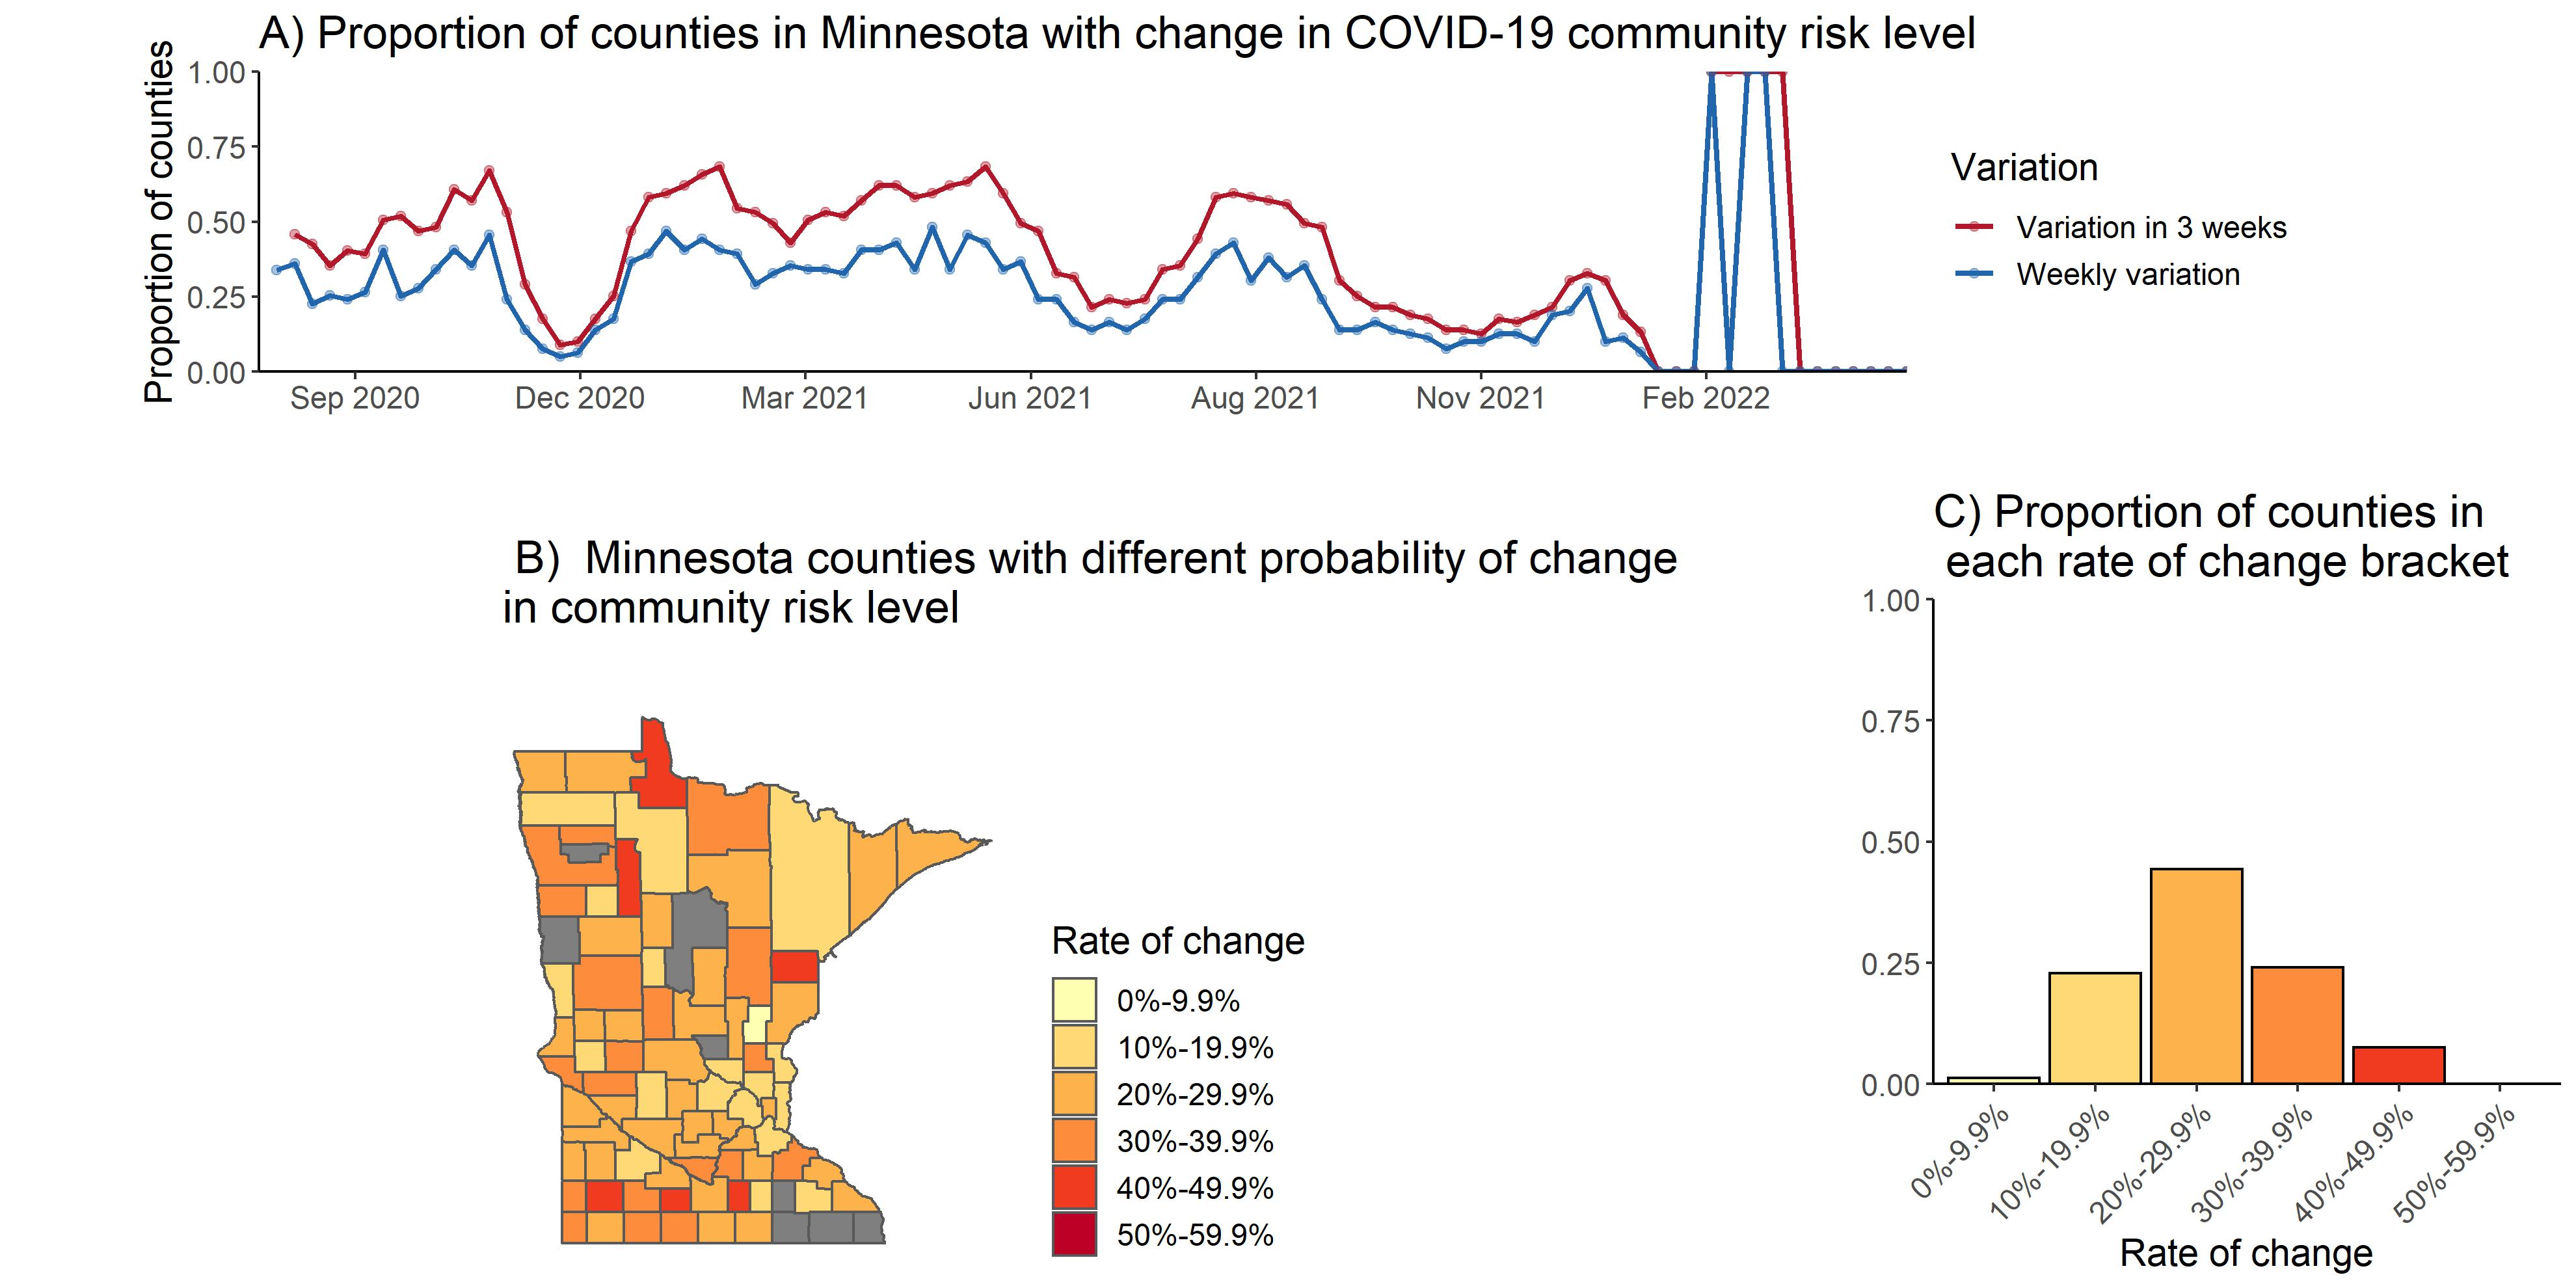 A) Proportion of counties in Minnesota with change in COVID-19 community risk level
Proportion of counties
1.00
0.75
0.50
0.25
0.00
Sep 2020
Dec 2020
Mar 2021
Jun 2021
Aug 2021
Nov 2021
Feb 2022
Variation
Variation in 3 weeks
Weekly variation
B) Minnesota counties with different probability of change
in community risk level
Rate of change
0%-9.9%
10%-19.9%
20%-29.9%
30%-39.9%
40%-49.9%
50%-59.9%
C) Proportion of counties in
each rate of change bracket
1.00
0.75
0.50
0.25
0.00
0%-9.9%
10%-19.9%
20%-29.9%
30%-39.9%
40%-49.9%
50%-59.9%
Rate of change